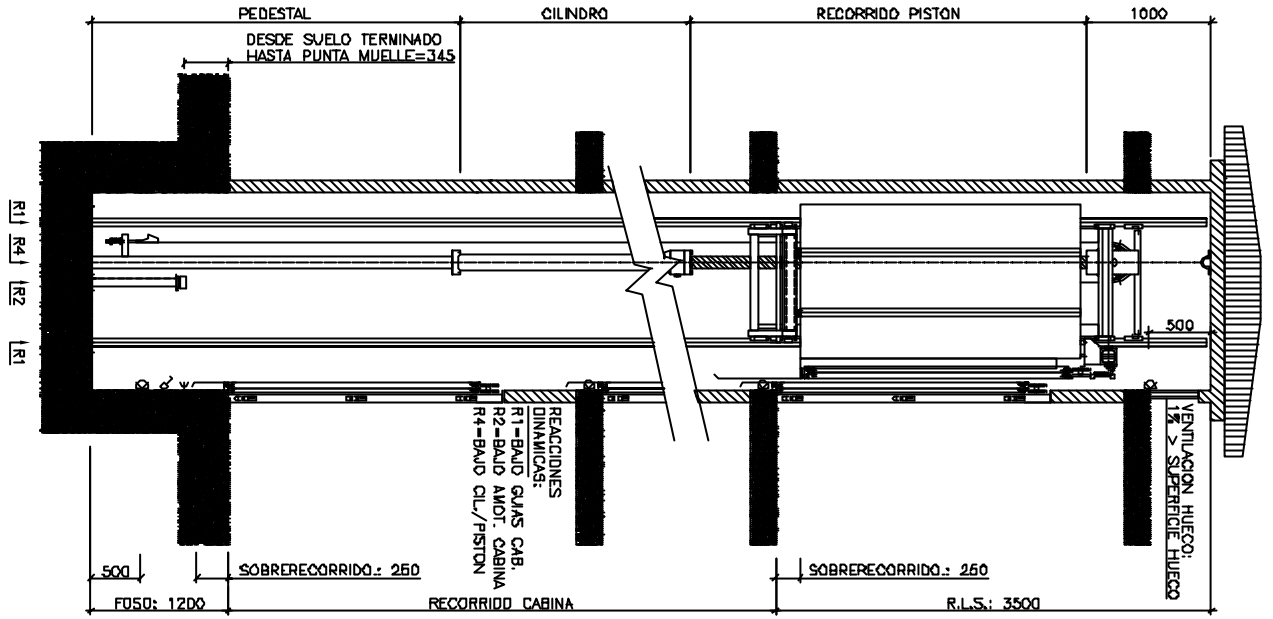 PEDESTAL
CILINDRO
RECORRIDO PISTON
1000
DESDE SUELO TERMINADO
HASTA PUNTA MUELLE=345
R1
R4
R2
R1
500
REACCIONES
DINAMICAS:
R1=BAJO GUIAS CAB.
R2=BAJO AMOT. CABINA
R4=BAJO CIL./PISTON
VENTILACION HUECO:
1% > SUPERFICIE HUECO
500
SOBRERECORRIDO.: 250
SOBRERECORRIDO.: 250
FOSO: 1200
RECORRIDO CABINA
R.L.S.: 3500